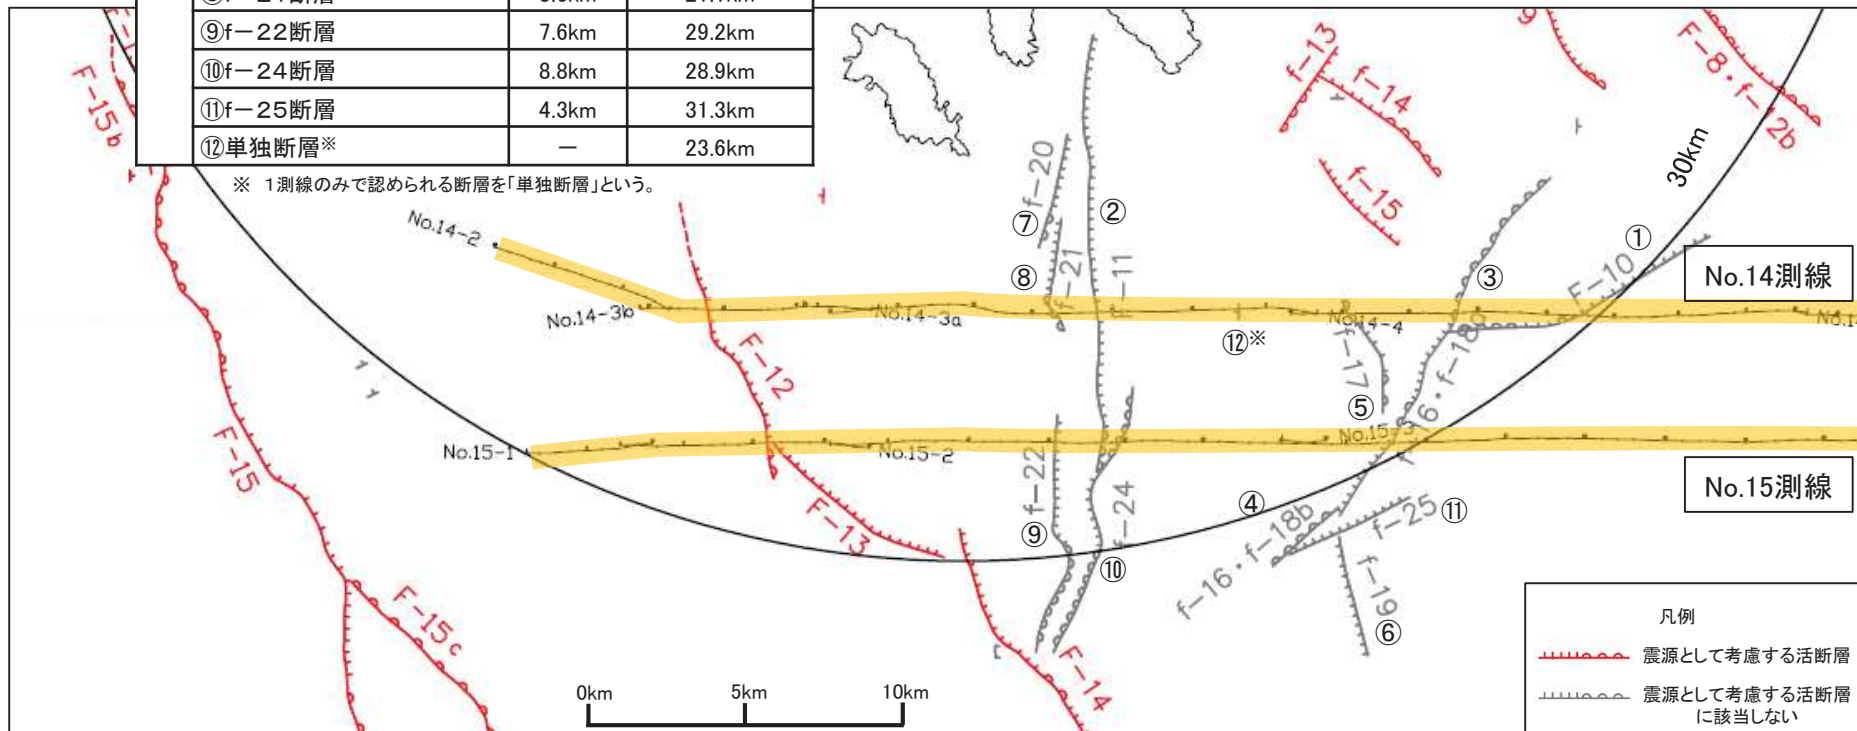 ⑨f－22断層 7.6km 29.2km
⑩f－24断層 8.8km 28.9km
⑪f－25断層 4.3km 31.3km
⑫単独断層※ － 23.6km
※ 1測線のみで認められる断層を「単独断層」という。
F-15b
f-13
f-14
F-8・f-12b
f-15
30km
f-20
⑦
②
①
No.14-2
⑧
f-21
F-11
③
F-10
No.14測線
No.14-3b
No.14-3a
⑫※
No.14-4
F-12
f-17
⑤
F-15
No.15-1
No.15-2
No.15-3
No.15測線
f-22
f-24
④
⑪
f-25
F-13
⑨
⑩
f-16・f-18b
f-19
⑥
F-15c
F-14
0km 5km 10km
凡例
震源として考慮する活断層
震源として考慮する活断層
に該当しない